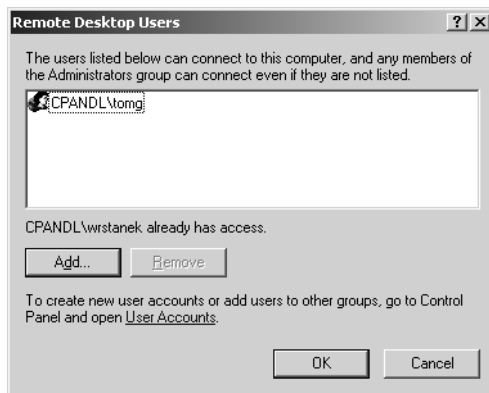 Remote Desktop Users
The users listed below can connect to this computer, and any members of
the Administrators group can connect even if they are not listed.
CPANDL\tomg
CPANDL\wrstanek already has access.
Add... Remove
To create new user accounts or add users to other groups, go to Control
Panel and open User Accounts.
OK Cancel